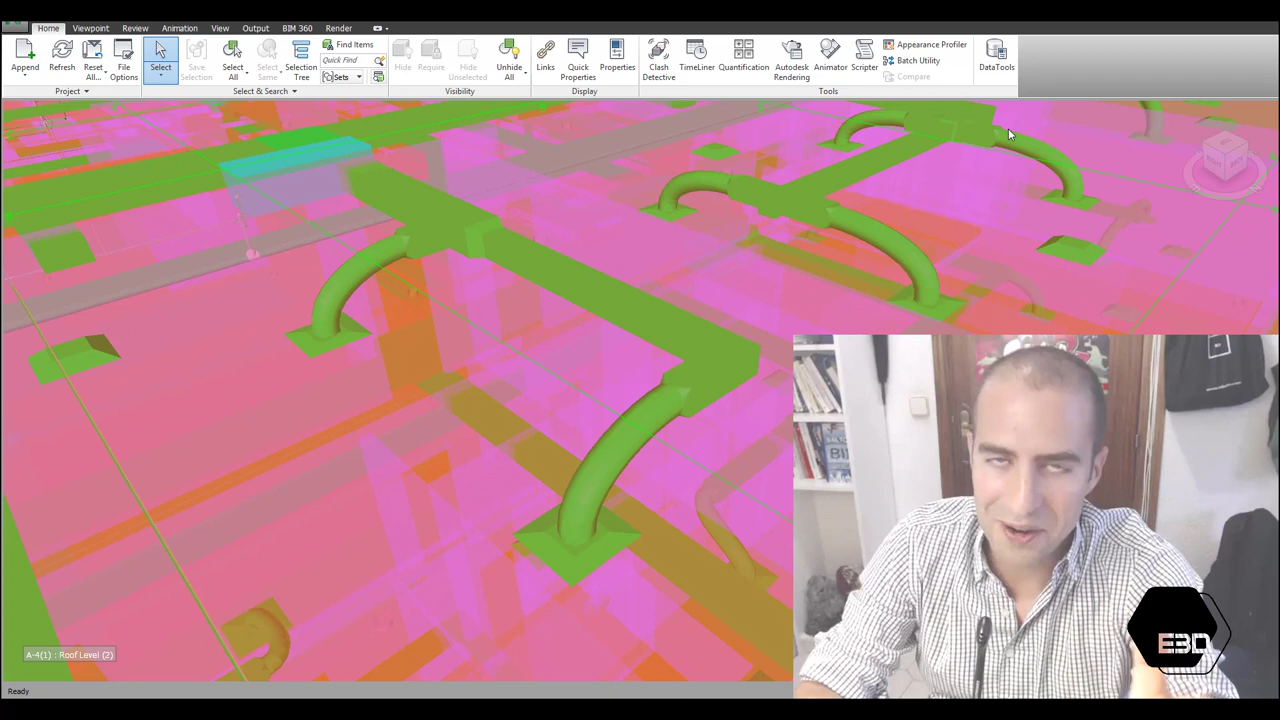 Home Viewpoint Review Animation View Output BIM 360 Render
Append
Refresh
Reset All...
File Options
Project
Select
Save Selection
Select All
Select Same
Selection Tree
Find Items
Quick Find
Sets
Select & Search
Hide
Require
Hide Unselected
Unhide All
Visibility
Links
Quick Properties
Properties
Display
Clash Detective
TimeLiner
Quantification
Autodesk Rendering
Animator
Scripter
Appearance Profiler
Batch Utility
Compare
Tools
DataTools
A-4(1) : Roof Level (2)
Ready
E3D